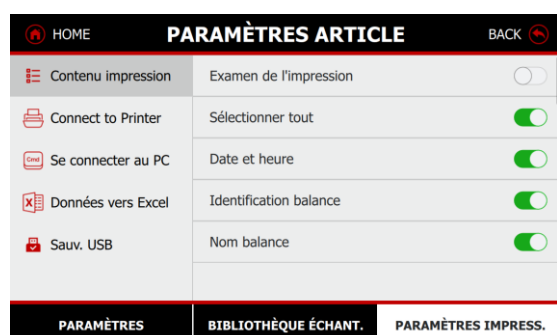 HOME
PARAMÈTRES ARTICLE
BACK
Contenu impression
Examen de l'impression
Connect to Printer
Sélectionner tout
Cmd
Se connecter au PC
Date et heure
X
Données vers Excel
Identification balance
Sauv. USB
Nom balance
PARAMÈTRES
BIBLIOTHÈQUE ÉCHANT.
PARAMÈTRES IMPRESS.